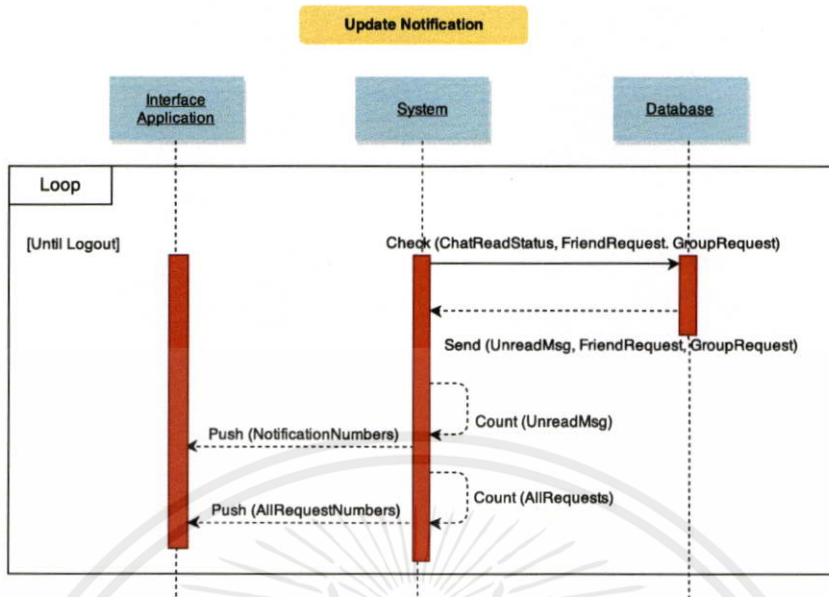 Update Notification
Interface
Application
System
Database
Loop
[Until Logout]
Check (ChatReadStatus, FriendRequest. GroupRequest)
Send (UnreadMsg, FriendRequest, GroupRequest)
Count (UnreadMsg)
Push (NotificationNumbers)
Count (AllRequests)
Push (AllRequestNumbers)